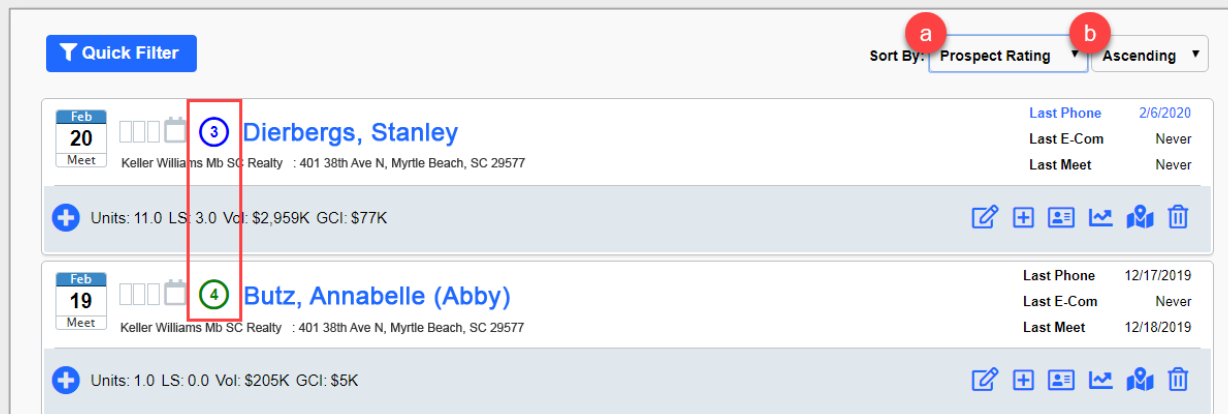 a b
Quick Filter
Sort By: Prospect Rating Ascending
Feb
20
Meet
3 Dierbergs, Stanley
Keller Williams Mb SC Realty : 401 38th Ave N, Myrtle Beach, SC 29577
Last Phone 2/6/2020
Last E-Com Never
Last Meet Never
Units: 11.0 LS: 3.0 Vol: $2,959K GCI: $77K
Feb
19
Meet
4 Butz, Annabelle (Abby)
Keller Williams Mb SC Realty : 401 38th Ave N, Myrtle Beach, SC 29577
Last Phone 12/17/2019
Last E-Com Never
Last Meet 12/18/2019
Units: 1.0 LS: 0.0 Vol: $205K GCI: $5K